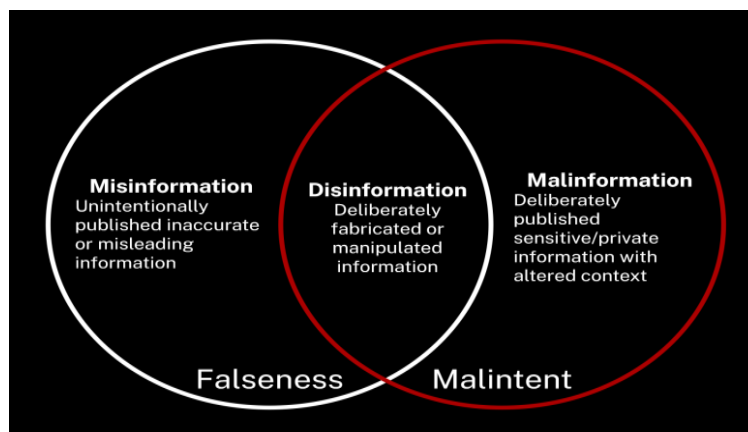 Misinformation
Unintentionally
published inaccurate
or misleading
information
Disinformation
Deliberately
fabricated or
manipulated
information
Malinformation
Deliberately
published
sensitive/private
information with
altered context
Falseness
Malintent